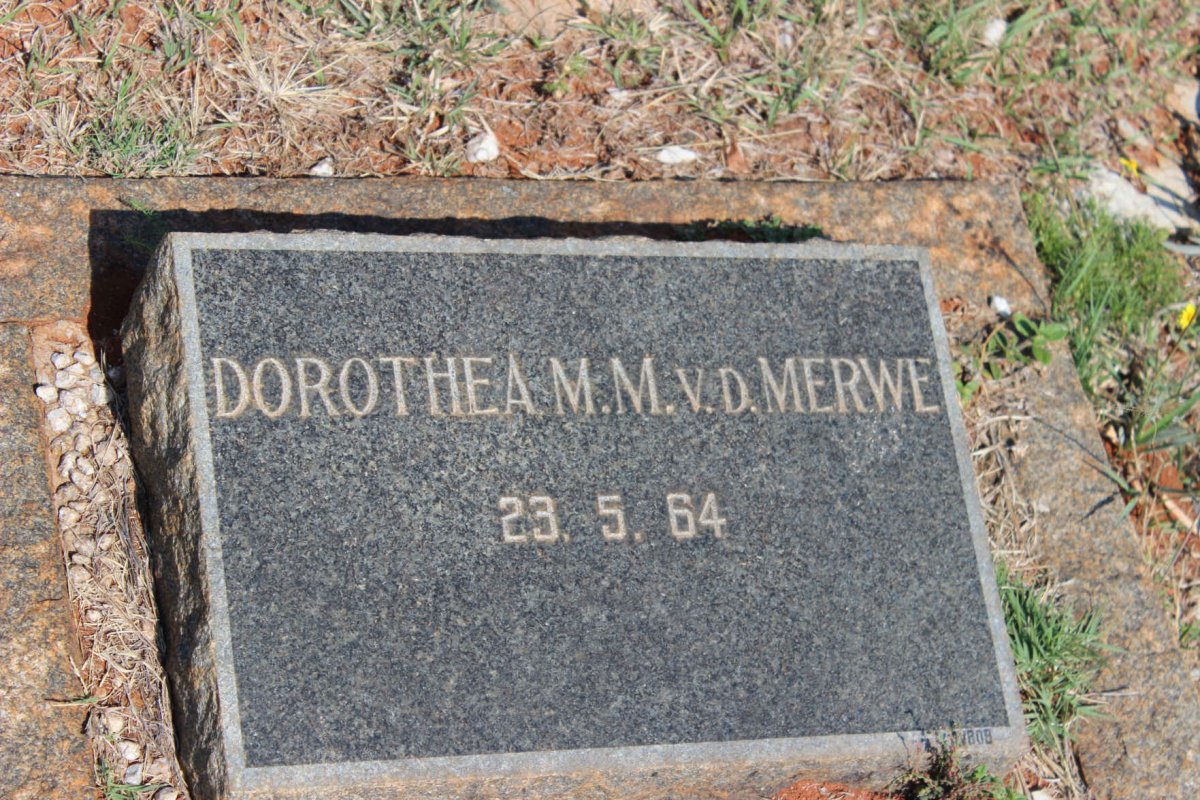 DOROTHEA M.M. V.D. MERWE
23. 5. 64